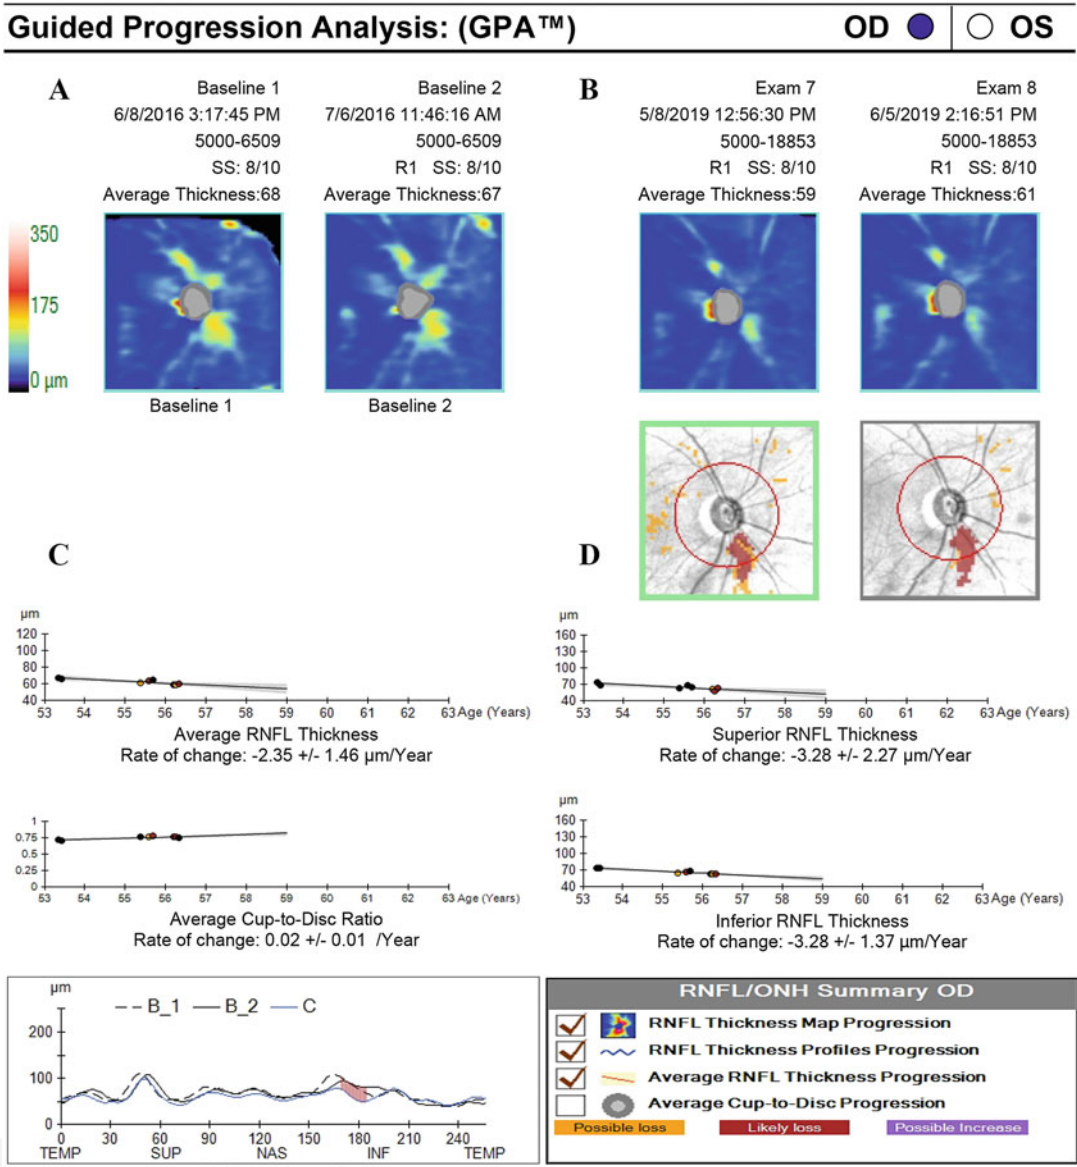 Guided Progression Analysis: (GPA™) OD OS
A
Baseline 1
6/8/2016 3:17:45 PM
5000-6509
SS: 8/10
Average Thickness:68
Baseline 2
7/6/2016 11:46:16 AM
5000-6509
R1 SS: 8/10
Average Thickness:67
B
Exam 7
5/8/2019 12:56:30 PM
5000-18853
R1 SS: 8/10
Average Thickness:59
Exam 8
6/5/2019 2:16:51 PM
5000-18853
R1 SS: 8/10
Average Thickness:61
350
175
0 µm
Baseline 1
Baseline 2
C
µm
120
100
80
60
40
53 54 55 56 57 58 59 60 61 62 63 Age (Years)
Average RNFL Thickness
Rate of change: -2.35 +/- 1.46 µm/Year
D
µm
160
130
100
70
40
53 54 55 56 57 58 59 60 61 62 63 Age (Years)
Superior RNFL Thickness
Rate of change: -3.28 +/- 2.27 µm/Year
1
0.75
0.5
0.25
0
53 54 55 56 57 58 59 60 61 62 63 Age (Years)
Average Cup-to-Disc Ratio
Rate of change: 0.02 +/- 0.01 /Year
µm
160
130
100
70
40
53 54 55 56 57 58 59 60 61 62 63 Age (Years)
Inferior RNFL Thickness
Rate of change: -3.28 +/- 1.37 µm/Year
µm
B_1 B_2 C
200
100
0
0 30 60 90 120 150 180 210 240
TEMP SUP NAS INF TEMP
RNFL/ONH Summary OD
RNFL Thickness Map Progression
RNFL Thickness Profiles Progression
Average RNFL Thickness Progression
Average Cup-to-Disc Progression
Possible loss Likely loss Possible Increase